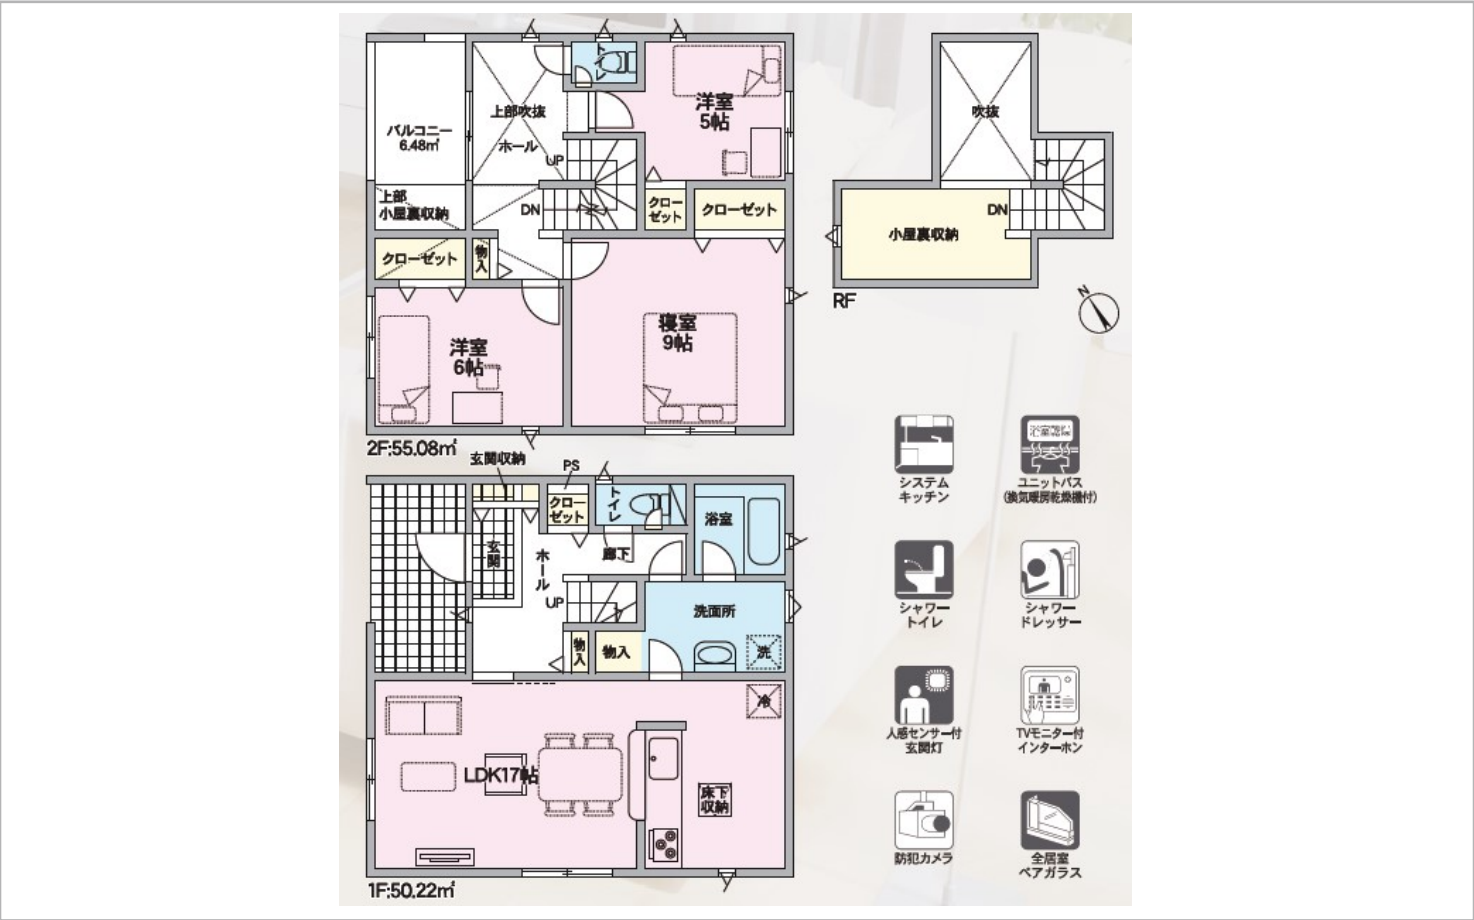 トイレ
洋室
5帖
上部吹抜
ホール
UP
バルコニー
6.48㎡
上部
小屋裏収納
DN
クロー
ゼット
クローゼット
クローゼット
物入
洋室
6帖
寝室
9帖
2F:55.08㎡
吹抜
DN
小屋裏収納
RF
N
玄関収納
PS
クロー
ゼット
トイレ
浴室
玄関
ホール
廊下
UP
洗面所
物入
物入
洗
冷
LDK17帖
床下
収納
1F:50.22㎡
システム
キッチン
ユニットバス
(換気暖房乾燥機付)
シャワー
トイレ
シャワー
ドレッサー
人感センサー付
玄関灯
TVモニター付
インターホン
防犯カメラ
全居室
ペアガラス